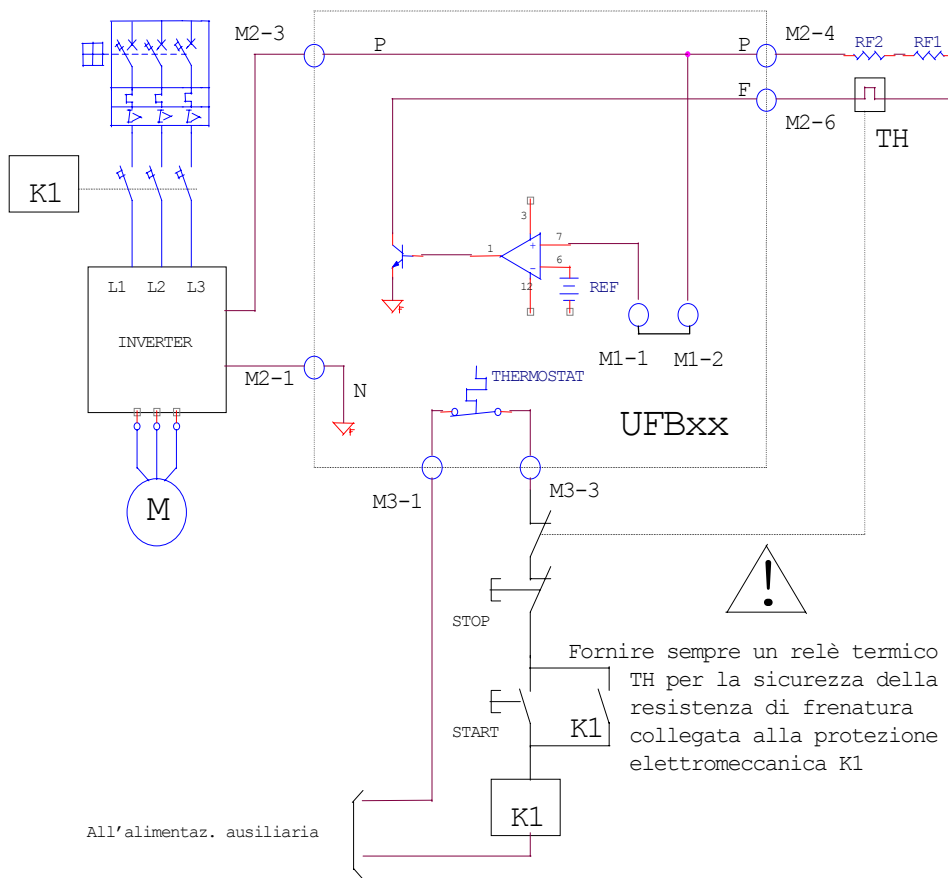 M2-3
P
P
M2-4
RF2
RF1
F
M2-6
TH
K1
3
1
7
+
6
-
12
REF
L1
L2
L3
INVERTER
M1-1
M1-2
M2-1
N
THERMOSTAT
UFBxx
F
F
M
M3-1
M3-3
!
STOP
START
K1
Fornire sempre un relè termico
TH per la sicurezza della
resistenza di frenatura
collegata alla protezione
elettromeccanica K1
K1
All'alimentaz. ausiliaria